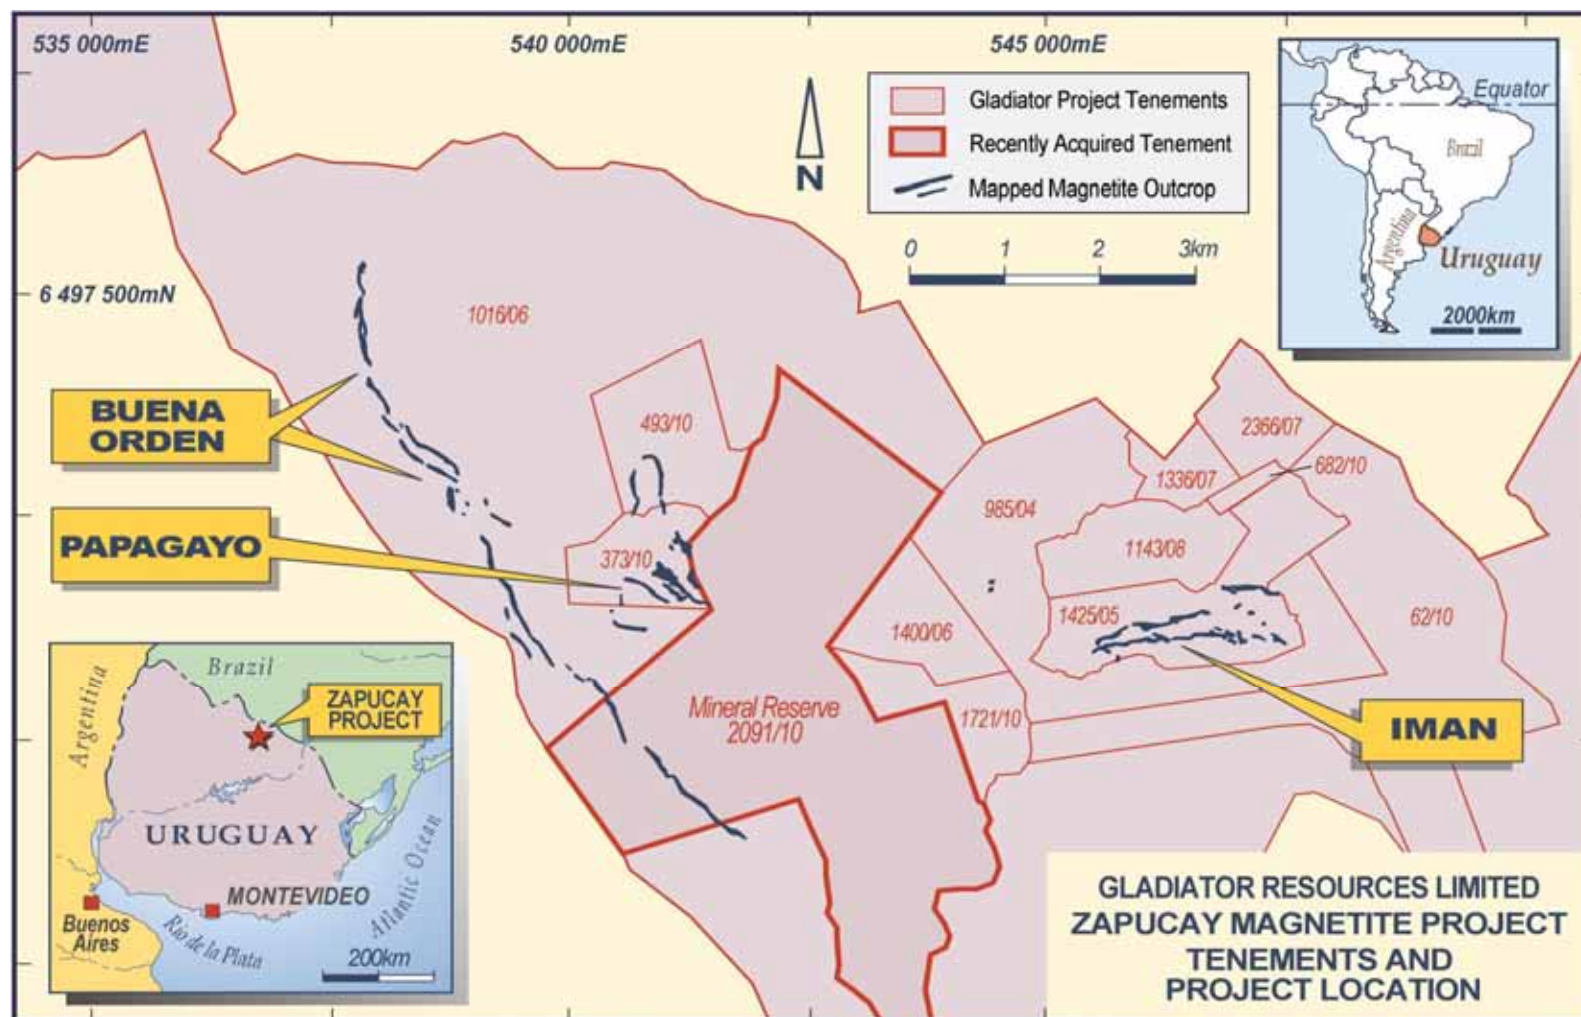 535 000mE
540 000mE
545 000mE
6 497 500mN
N
Gladiator Project Tenements
Recently Acquired Tenement
Mapped Magnetite Outcrop
0 1 2 3km
Equator
Brazil
Argentina
Uruguay
2000km
1016/06
493/10
373/10
BUENA
ORDEN
PAPAGAYO
985/04
1336/07
2366/07
682/10
1143/08
1425/05
1400/06
62/10
1721/10
Mineral Reserve
2091/10
IMAN
Brazil
Argentina
ZAPUCAY
PROJECT
URUGUAY
MONTEVIDEO
Buenos
Aires
Rio de la Plata
Atlantic Ocean
200km
GLADIATOR RESOURCES LIMITED
ZAPUCAY MAGNETITE PROJECT
TENEMENTS AND
PROJECT LOCATION